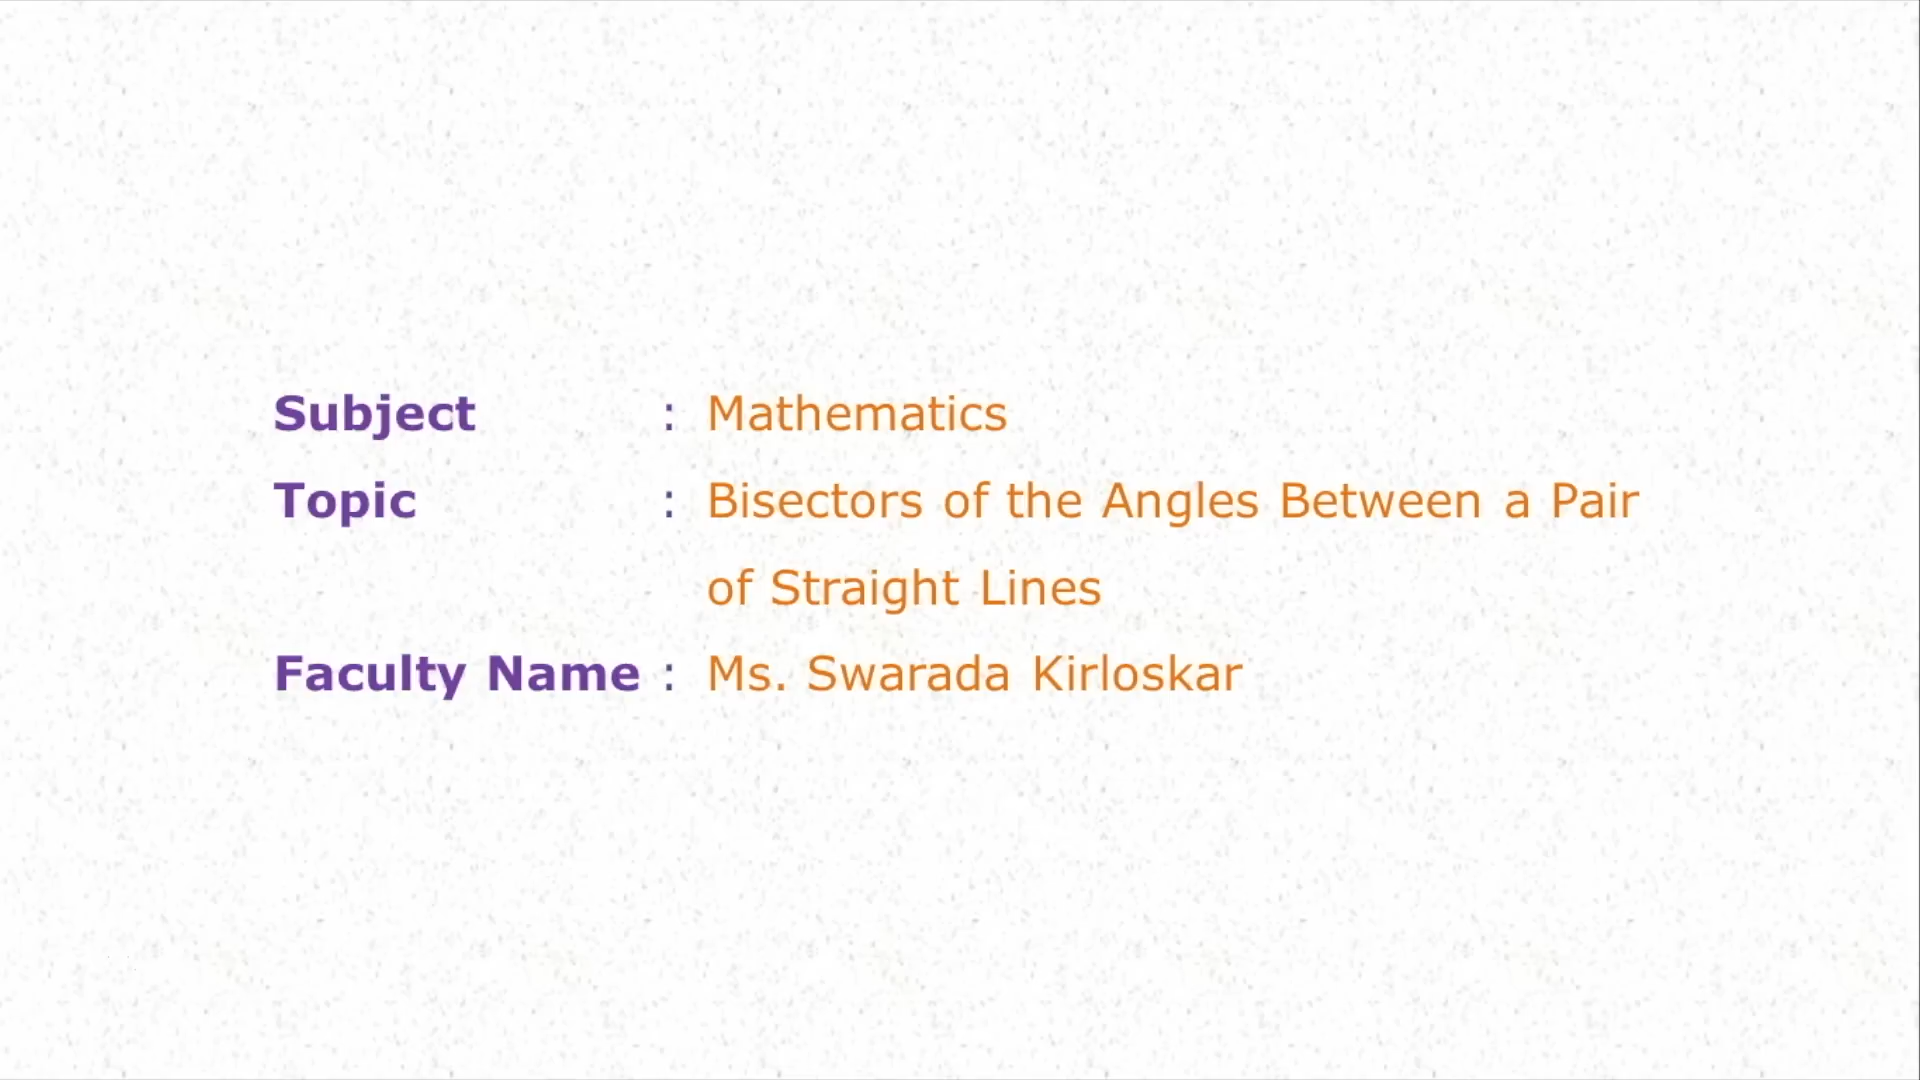 Subject : Mathematics
Topic : Bisectors of the Angles Between a Pair
of Straight Lines
Faculty Name : Ms. Swarada Kirloskar